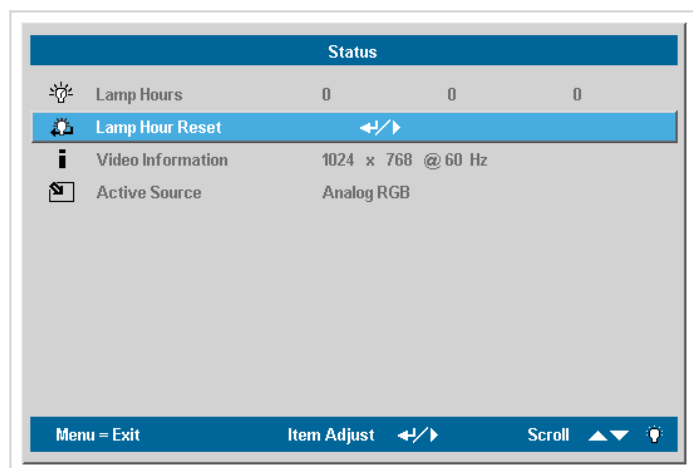 Status
Lamp Hours 0 0 0
Lamp Hour Reset
Video Information 1024 x 768 @ 60 Hz
Active Source Analog RGB
Menu = Exit Item Adjust Scroll